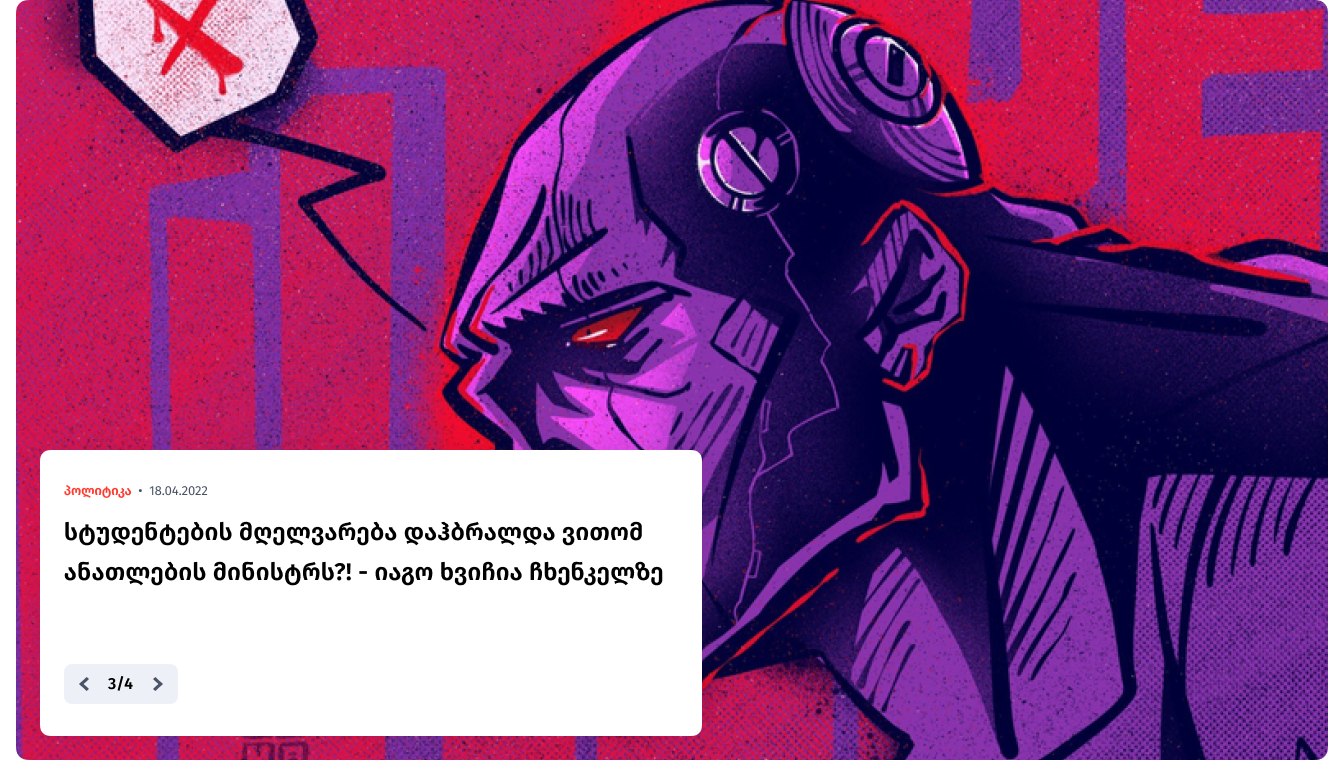 პოლიტიკა • 18.04.2022
სტუდენტების მღელვარება დაჰბრალდა ვითომ
ანათლების მინისტრს?! - იაგო ხვიჩია ჩხენკელზე
3/4